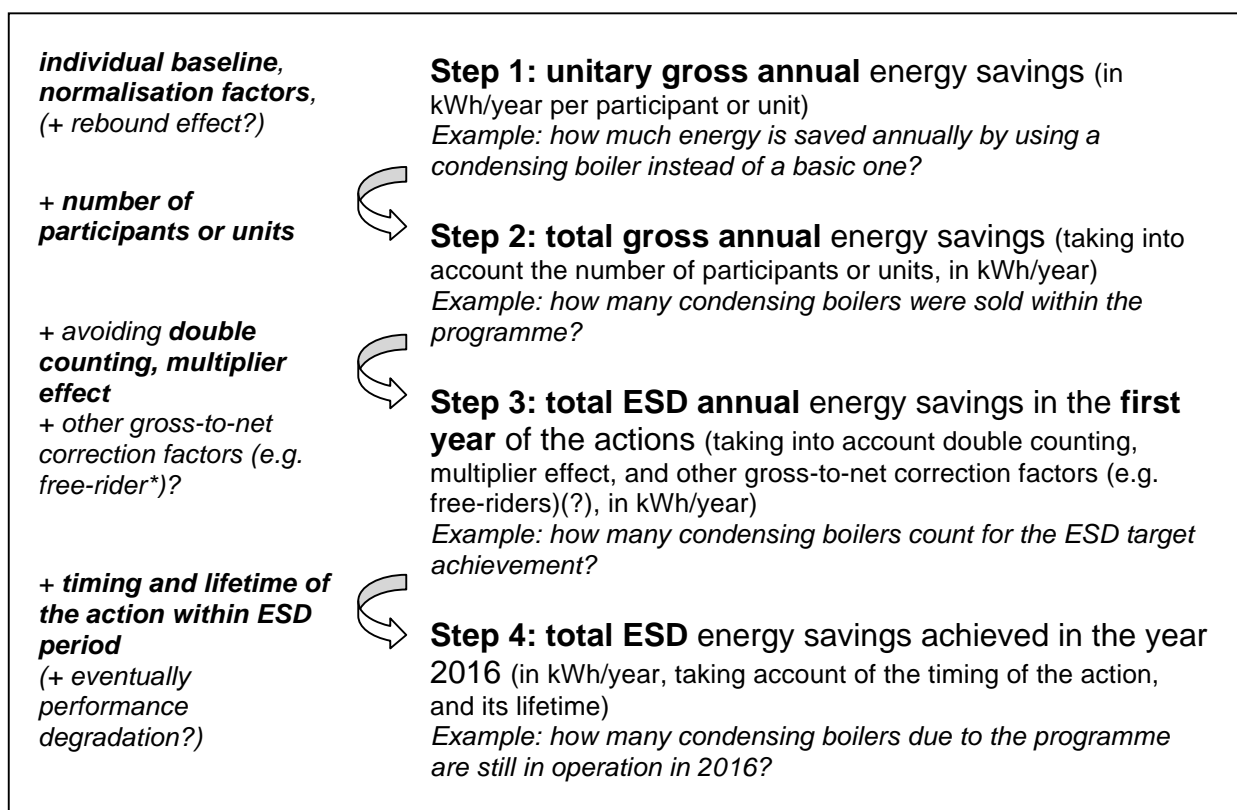 individual baseline,
normalisation factors,
(+ rebound effect?)
Step 1: unitary gross annual energy savings (in
kWh/year per participant or unit)
Example: how much energy is saved annually by using a
condensing boiler instead of a basic one?
+ number of
participants or units
Step 2: total gross annual energy savings (taking into
account the number of participants or units, in kWh/year)
Example: how many condensing boilers were sold within the
programme?
+ avoiding double
counting, multiplier
effect
+ other gross-to-net
correction factors (e.g.
free-rider*)?
Step 3: total ESD annual energy savings in the first
year of the actions (taking into account double counting,
multiplier effect, and other gross-to-net correction factors (e.g.
free-riders)(?), in kWh/year)
Example: how many condensing boilers count for the ESD target
achievement?
+ timing and lifetime of
the action within ESD
period
(+ eventually
performance
degradation?)
Step 4: total ESD energy savings achieved in the year
2016 (in kWh/year, taking account of the timing of the action,
and its lifetime)
Example: how many condensing boilers due to the programme
are still in operation in 2016?